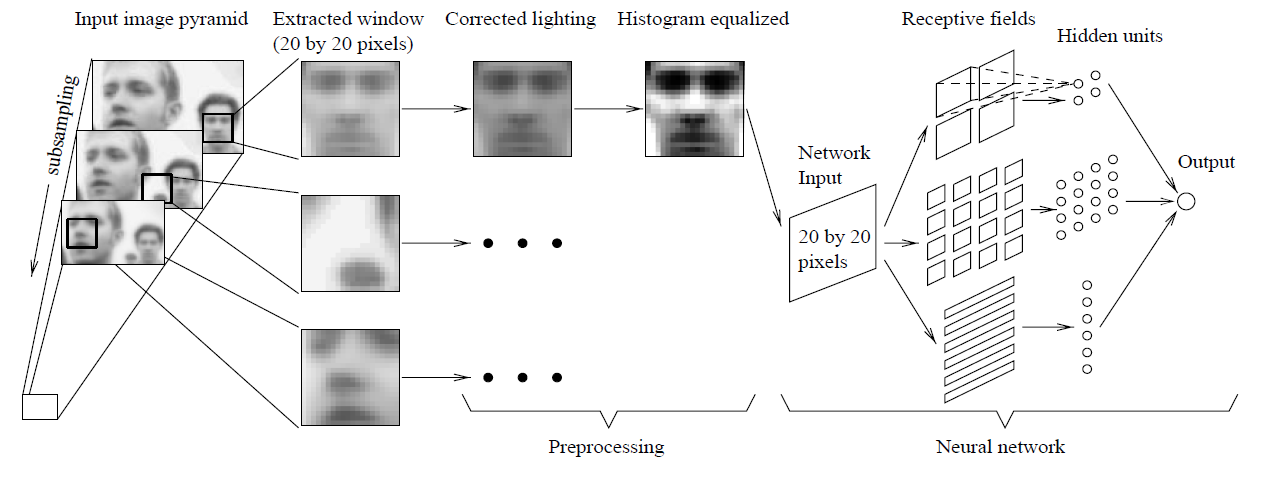 Input image pyramid
Extracted window
(20 by 20 pixels)
Corrected lighting
Histogram equalized
Receptive fields
Hidden units
subsampling
Network
Input
20 by 20
pixels
Output
Preprocessing
Neural network